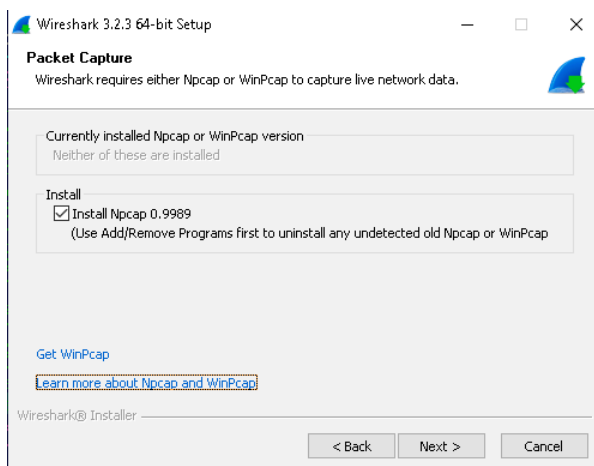 Wireshark 3.2.3 64-bit Setup
Packet Capture
Wireshark requires either Npcap or WinPcap to capture live network data.
Currently installed Npcap or WinPcap version
Neither of these are installed
Install
Install Npcap 0.9989
(Use Add/Remove Programs first to uninstall any undetected old Npcap or WinPcap
Get WinPcap
Learn more about Npcap and WinPcap
Wireshark® Installer
< Back Next > Cancel